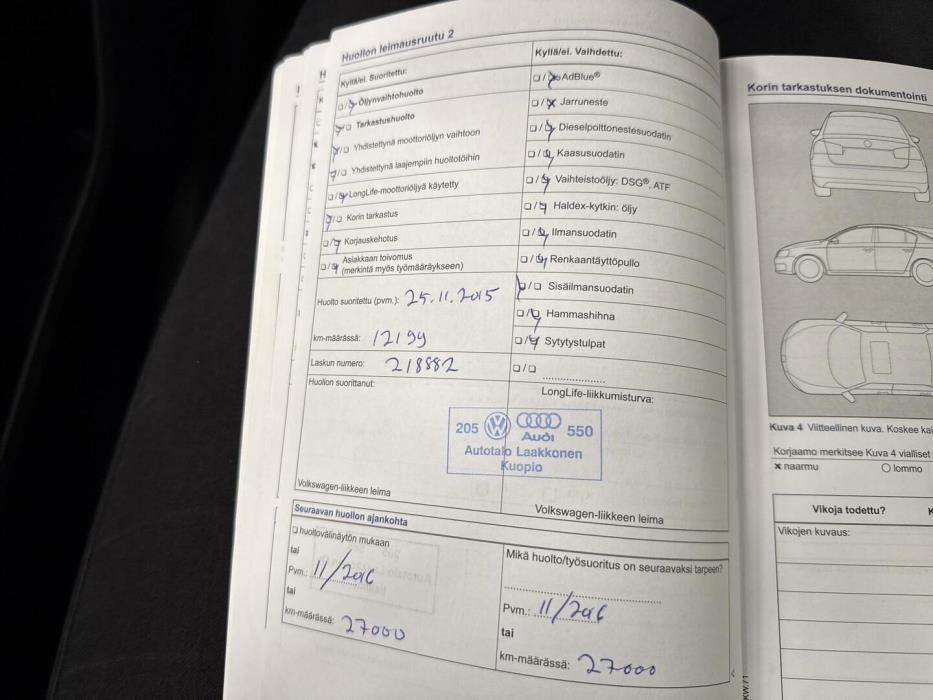 Huollon leimausruutu 2
Kyllä/ei. Suoritettu:
Öljynvaihtohuolto
Tarkastushuolto
Yhdistettynä moottoriöljyn vaihtoon
Yhdistettynä laajempiin huoltotöihin
LongLife-moottoriöljyä käytetty
Korin tarkastus
Korjauskehotus
Asiakkaan toivomus
(merkintä myös työmääräykseen)
Huolto suoritettu (pvm.): 25.11.2015
km-määrässä: 12199
Laskun numero: 218882
Huollon suorittanut:
Volkswagen-liikkeen leima
Kyllä/ei. Vaihdettu:
AdBlue®
Jarruneste
Dieselpolttonestesuodatin
Kaasusuodatin
Vaihteistoöljy: DSG®, ATF
Haldex-kytkin: öljy
Ilmansuodatin
Renkaantäyttöpullo
Sisäilmansuodatin
Hammashihna
Sytytystulpat
LongLife-liikkumisturva:
205 VW Audi 550
Autotalo Laakkonen
Kuopio
Volkswagen-liikkeen leima
Seuraavan huollon ajankohta
huoltovälinäytön mukaan
tai
Pvm.: 11/2016
tai
km-määrässä: 27000
Mikä huolto/työsuoritus on seuraavaksi tarpeen?
Pvm.: 11/2016
tai
km-määrässä: 27000
Korin tarkastuksen dokumentointi
Kuva 4 Viitteellinen kuva. Koskee
Korjaamo merkitsee Kuva 4 vialliset
x naarmu
O lommo
Vikoja todettu?
Vikojen kuvaus: